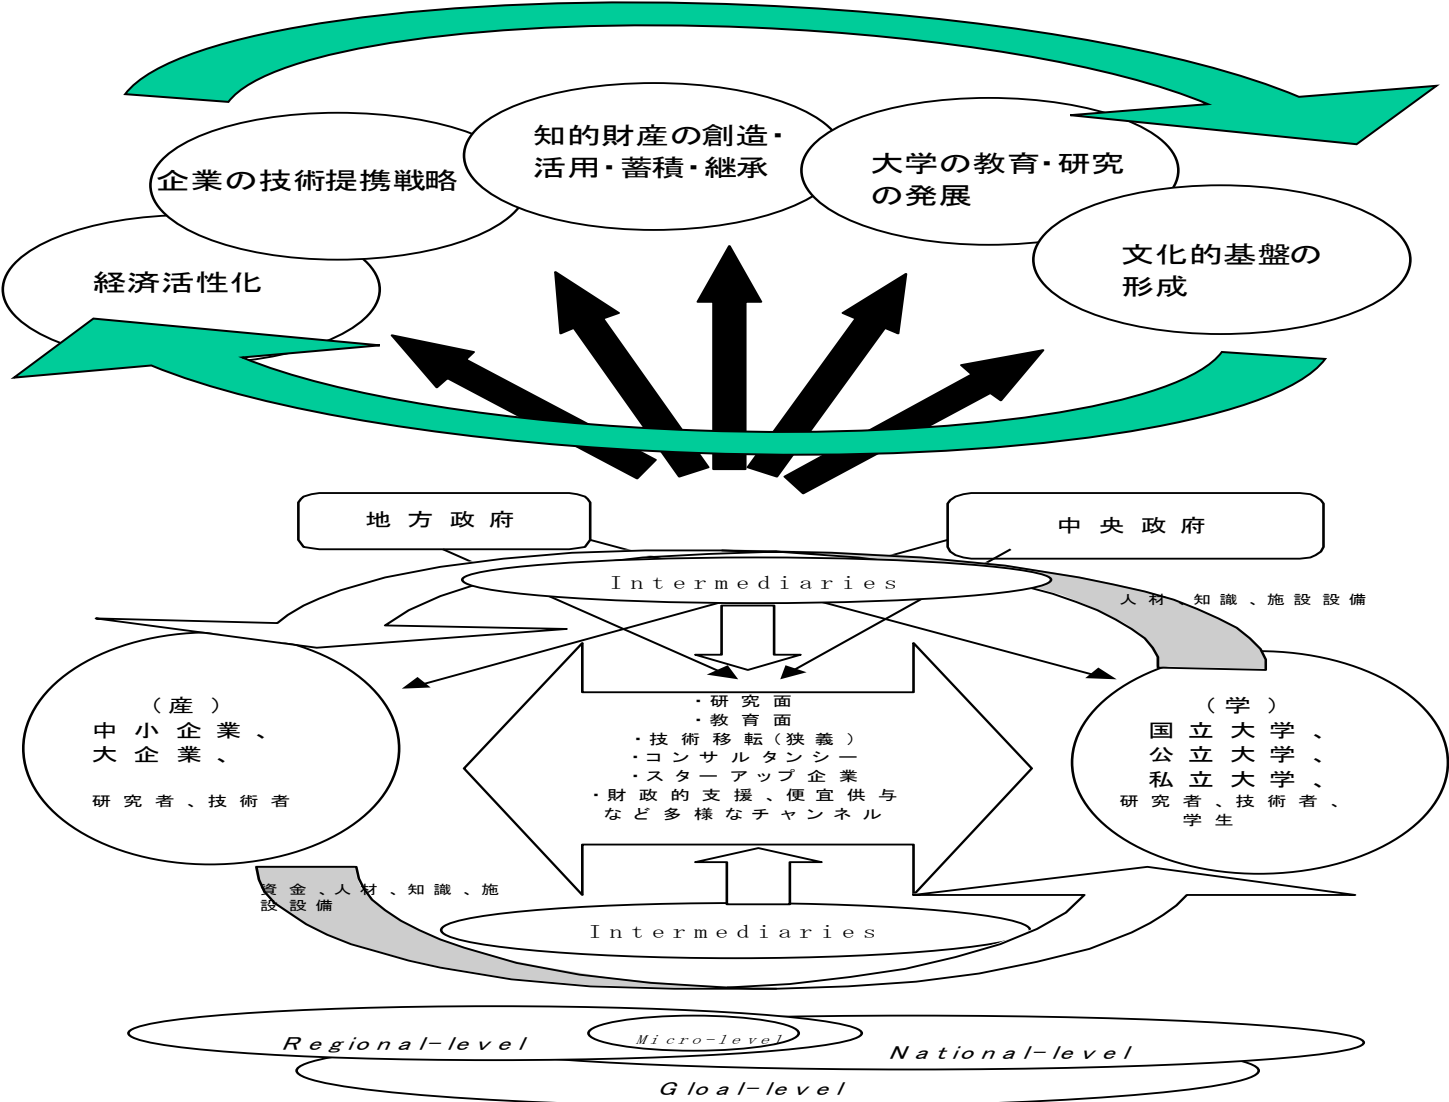 知的財産の創造・
活用・蓄積・継承
企業の技術提携戦略
大学の教育・研究
の発展
経済活性化
文化的基盤の
形成
地方政府
中央政府
Intermediaries
人材、知識、施設設備
(産)
中小企業、
大企業、
研究者、技術者
・研究面
・教育面
・技術移転(狭義)
・コンサルタンシー
・スターアップ企業
・財政的支援、便宜供与
など多様なチャンネル
(学)
国立大学、
公立大学、
私立大学、
研究者、技術者、
学生
資金、人材、知識、施
設設備
Intermediaries
Regional-level
Micro-level
National-level
Gloal-level